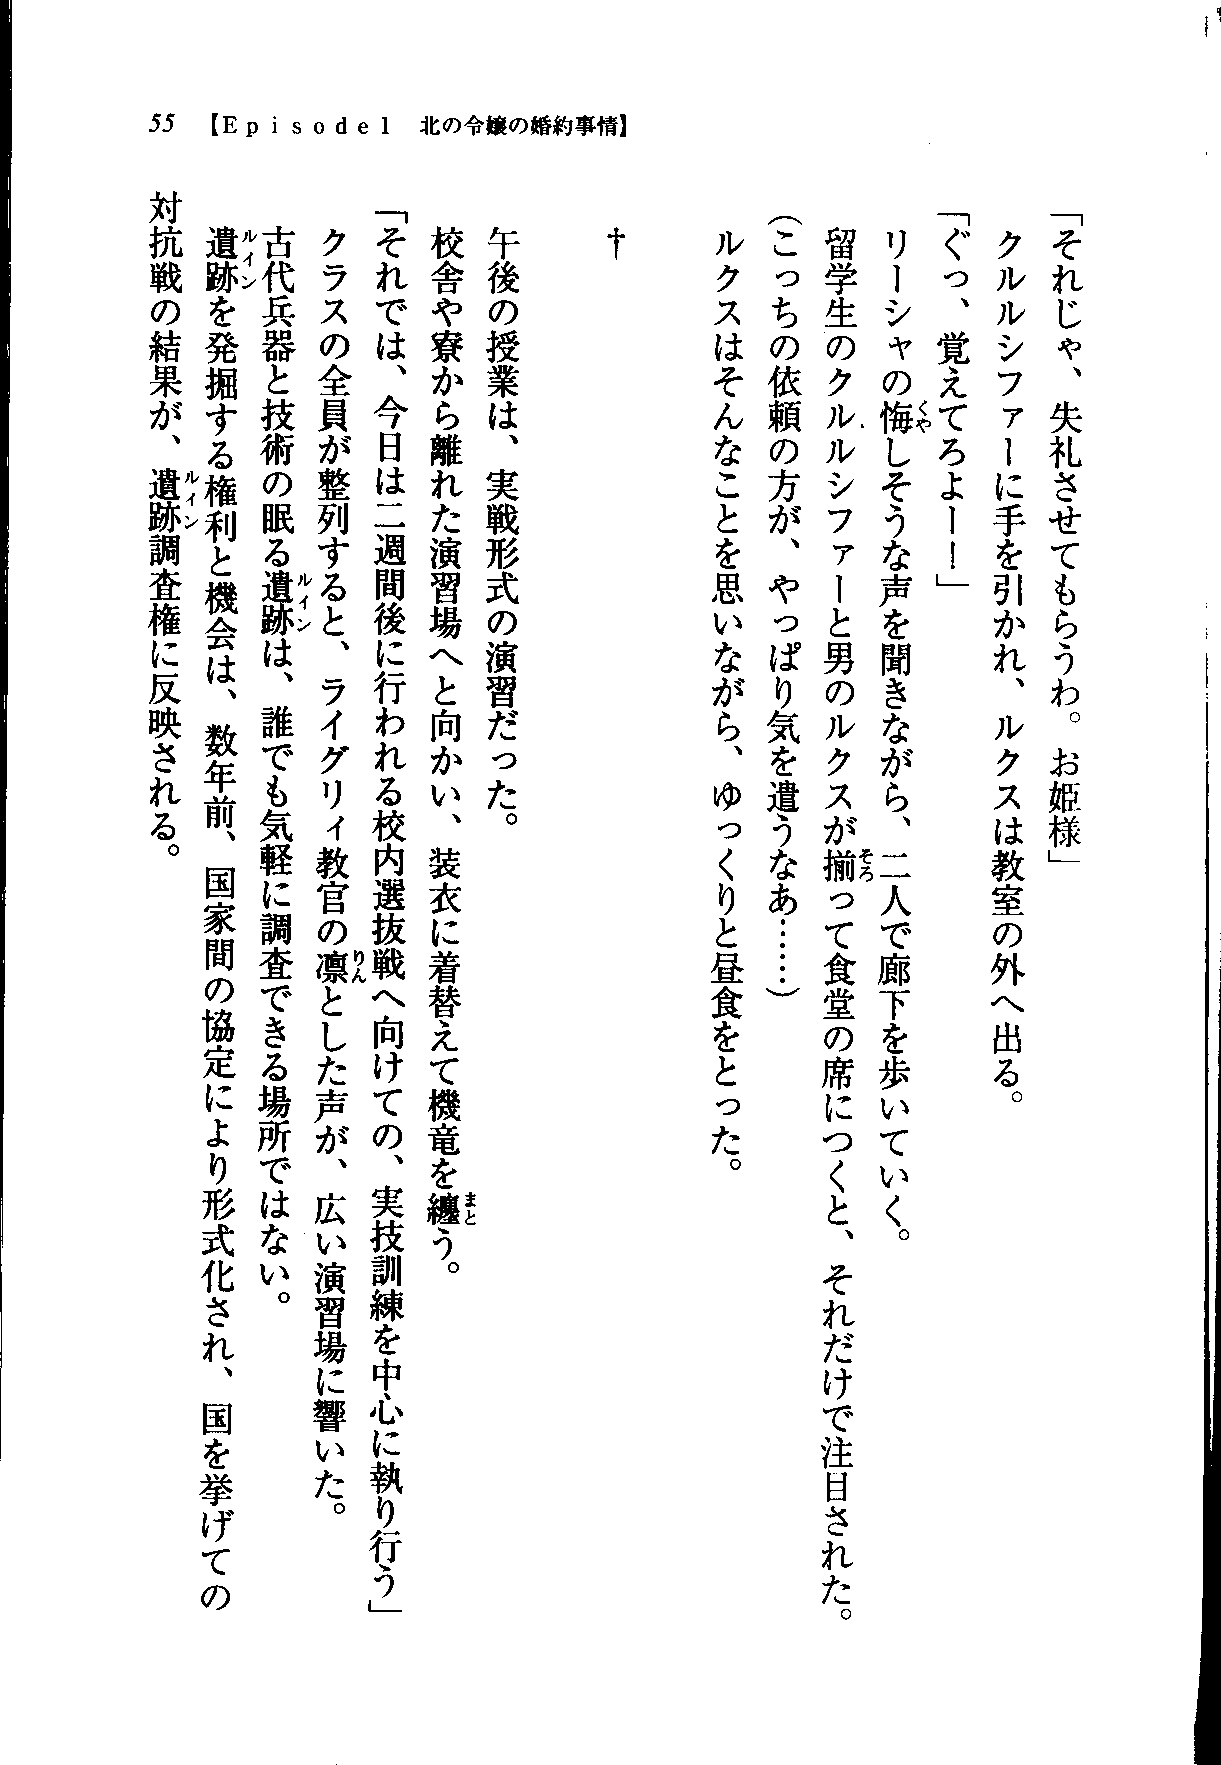 55 【Episode1 北の令嬢の婚約事情】
「それじゃ、失礼させてもらうわ。お姫様」
クルルシファーに手を引かれ、ルクスは教室の外へ出る。
「ぐっ、覚えてろよー！」
リーシャの悔しそうな声を聞きながら、二人で廊下を歩いていく。
留学生のクルルシファーと男のルクスが揃って食堂の席につくと、それだけで注目された。
（こっちの依頼の方が、やっぱり気を遣うなあ……）
ルクスはそんなことを思いながら、ゆっくりと昼食をとった。
†
午後の授業は、実戦形式の演習だった。
校舎や寮から離れた演習場へと向かい、装衣に着替えて機竜を纏う。
「それでは、今日は二週間後に行われる校内選抜戦へ向けての、実技訓練を中心に執り行う」
クラスの全員が整列すると、ライグリィ教官の凛とした声が、広い演習場に響いた。
古代兵器と技術の眠る遺跡は、誰でも気軽に調査できる場所ではない。
遺跡を発掘する権利と機会は、数年前、国家間の協定により形式化され、国を挙げての
対抗戦の結果が、遺跡調査権に反映される。